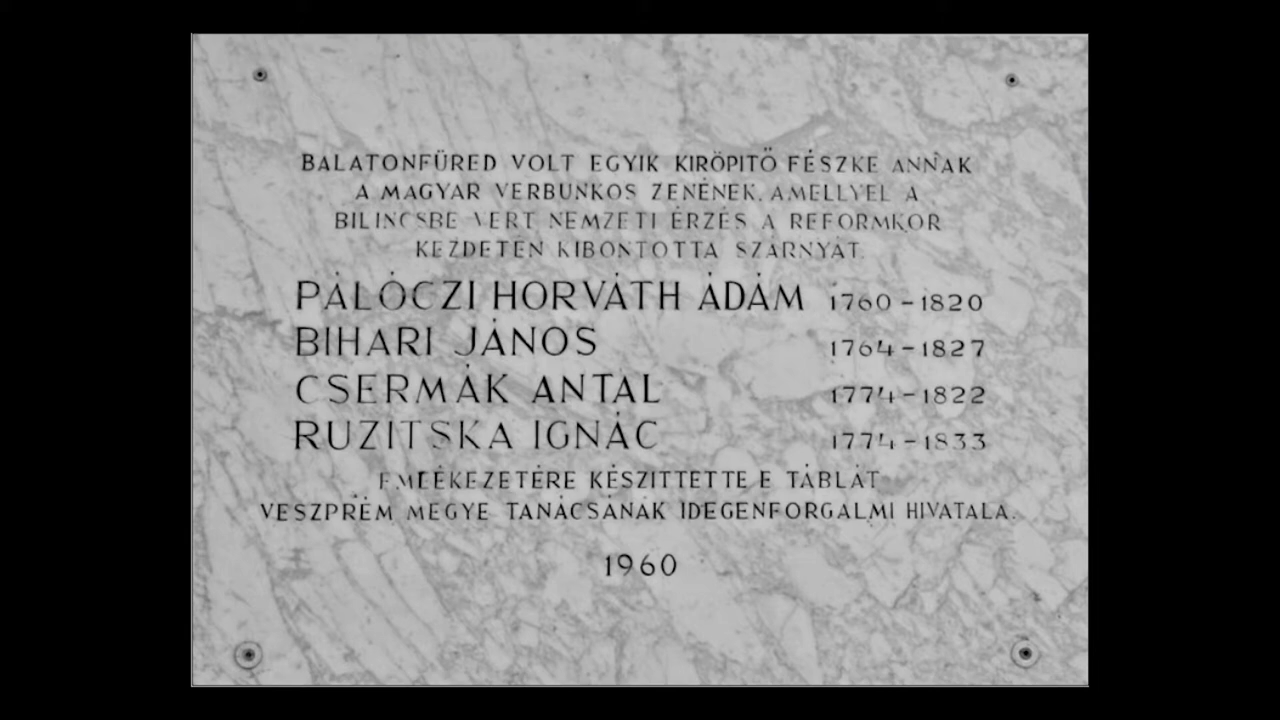 BALATONFÜRED VOLT EGYIK KIRÖPITŐ FÉSZKE ANNAK
A MAGYAR VERBUNKOS ZENÉNEK, AMELLYEL A
BILINCSBE VERT NEMZETI ÉRZÉS A REFORMKOR
KEZDETÉN KIBONTOTTA SZÁRNYÁT.
PÁLÓCZI HORVÁTH ÁDÁM 1760-1820
BIHARI JÁNOS 1764-1827
CSERMÁK ANTAL 1774-1822
RUZITSKA IGNÁC 1774-1833
EMLÉKEZETÉRE KÉSZITTETTE E TÁBLÁT
VESZPRÉM MEGYE TANÁCSÁNAK IDEGENFORGALMI HIVATALA.
1960